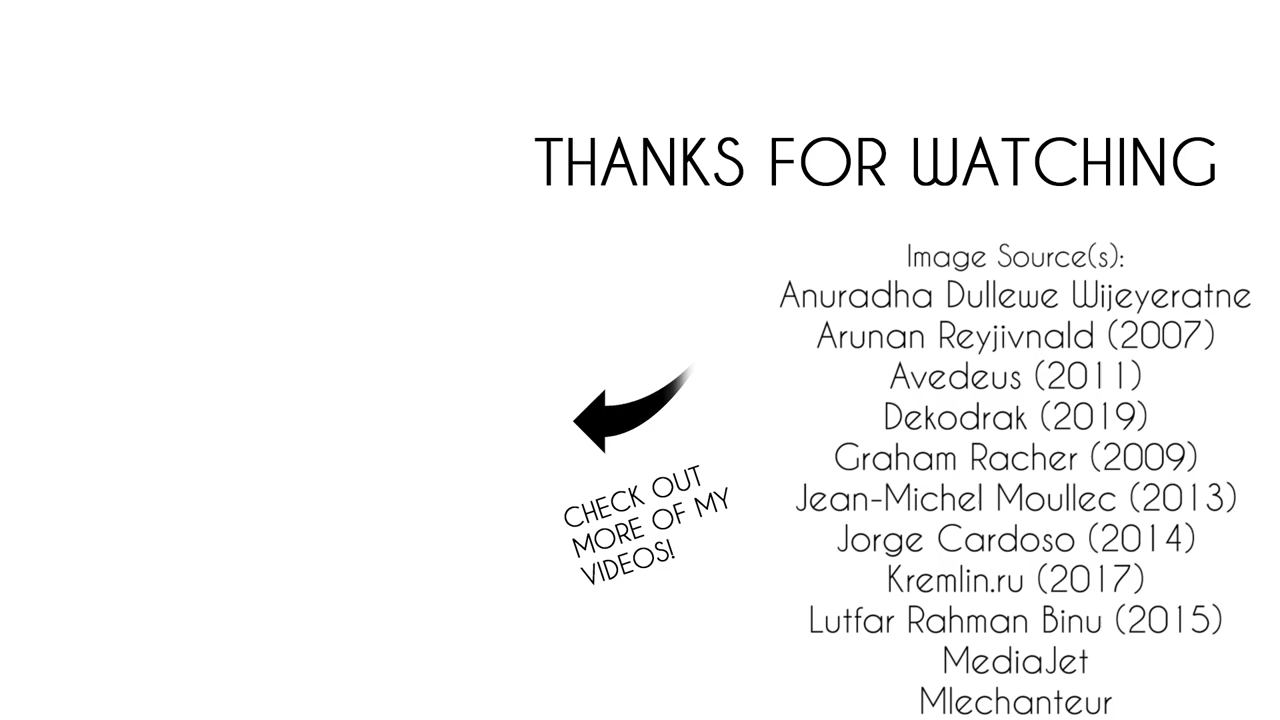 THANKS FOR WATCHING
Image Source(s):
Anuradha Dullewe Wijeyeratne
Arunan Reyjivnald (2007)
Avedeus (2011)
Dekodrak (2019)
Graham Racher (2009)
Jean-Michel Moullec (2013)
Jorge Cardoso (2014)
Kremlin.ru (2017)
Lutfar Rahman Binu (2015)
MediaJet
Mlechanteur
CHECK OUT
MORE OF MY
VIDEOS!